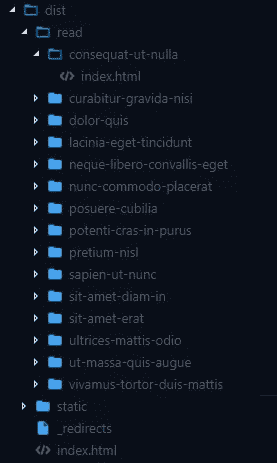 dist
read
consequat-ut-nulla
index.html
curabitur-gravida-nisi
dolor-quis
lacinia-eget-tincidunt
neque-libero-convallis-eget
nunc-commodo-placerat
posuere-cubilia
potenti-cras-in-purus
pretium-nisl
sapien-ut-nunc
sit-amet-diam-in
sit-amet-erat
ultrices-mattis-odio
ut-massa-quis-augue
vivamus-tortor-duis-mattis
static
_redirects
index.html